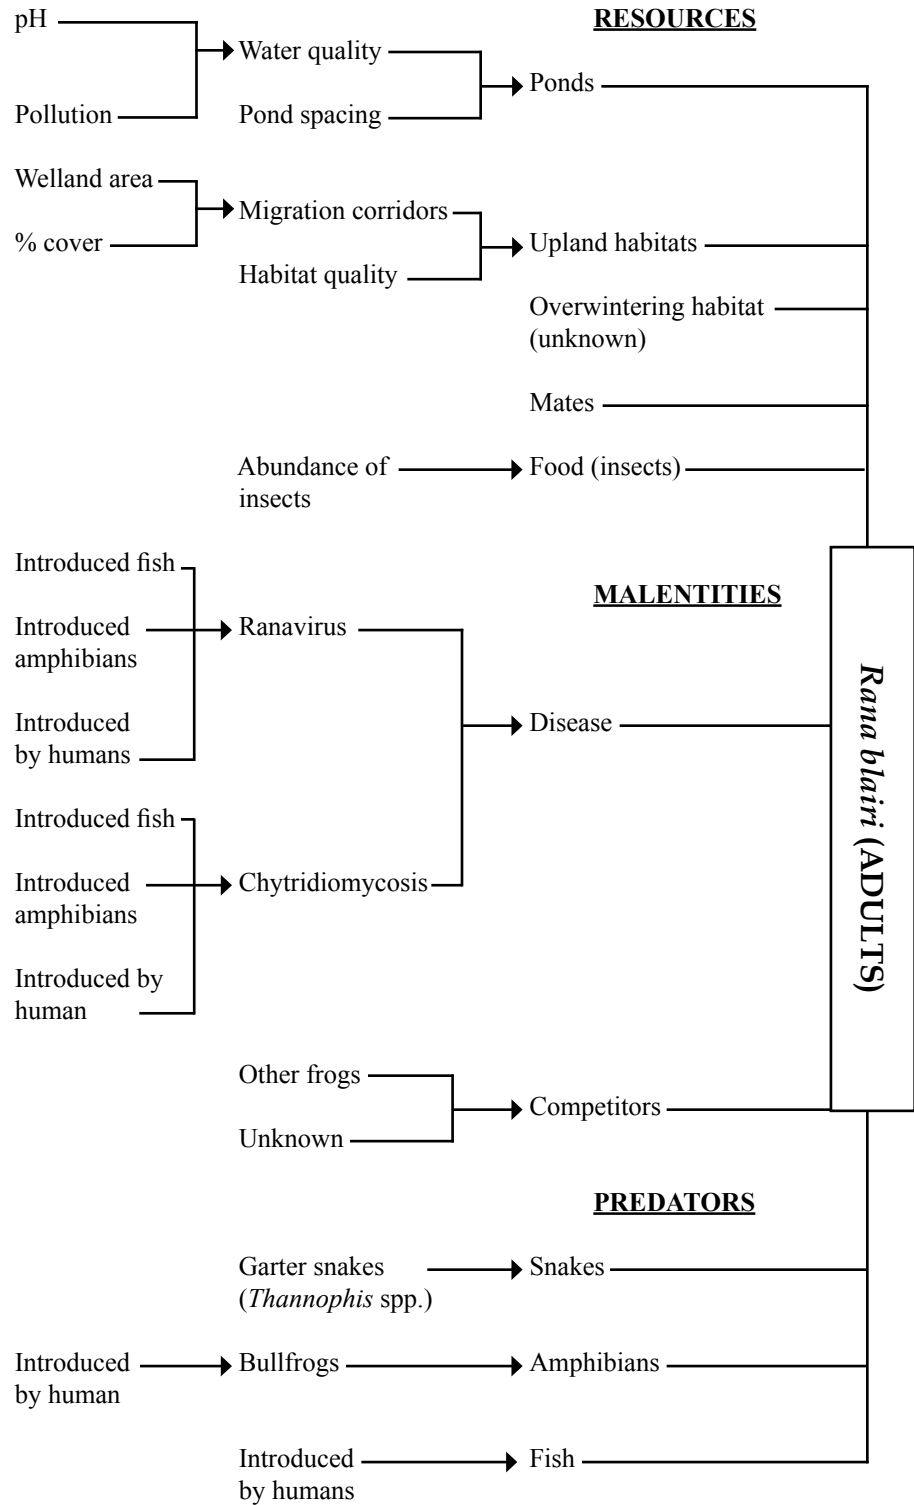 pH
RESOURCES
Water quality
Ponds
Pollution
Pond spacing
Welland area
Migration corridors
% cover
Upland habitats
Habitat quality
Overwintering habitat
(unknown)
Mates
Abundance of
insects
Food (insects)
Introduced fish
MALENTITIES
Introduced
amphibians
Ranavirus
Introduced
by humans
Disease
Rana blairi (ADULTS)
Introduced fish
Introduced
amphibians
Chytridiomycosis
Introduced by
human
Other frogs
Competitors
Unknown
PREDATORS
Garter snakes
(Thannophis spp.)
Snakes
Introduced
by human
Bullfrogs
Amphibians
Introduced
by humans
Fish